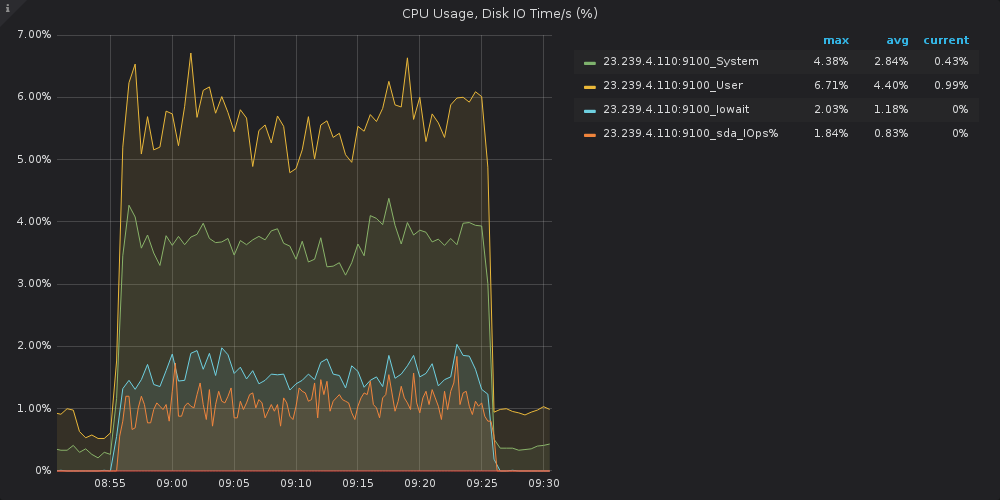 i
CPU Usage, Disk IO Time/s (%)
7.00%
6.00%
5.00%
4.00%
3.00%
2.00%
1.00%
0%
08:55 09:00 09:05 09:10 09:15 09:20 09:25 09:30
max avg current
23.239.4.110:9100_System 4.38% 2.84% 0.43%
23.239.4.110:9100_User 6.71% 4.40% 0.99%
23.239.4.110:9100_Iowait 2.03% 1.18% 0%
23.239.4.110:9100_sda_IOps% 1.84% 0.83% 0%